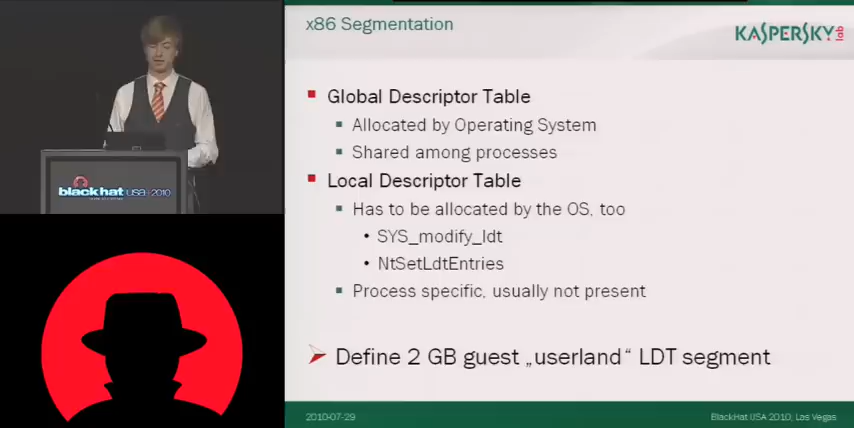 x86 Segmentation
KASPERSKY lab
Global Descriptor Table
Allocated by Operating System
Shared among processes
Local Descriptor Table
Has to be allocated by the OS, too
SYS_modify_ldt
NtSetLdtEntries
Process specific, usually not present
Define 2 GB guest „userland“ LDT segment
2010-07-29
BlackHat USA 2010, Las Vegas
black hat USA + 2010